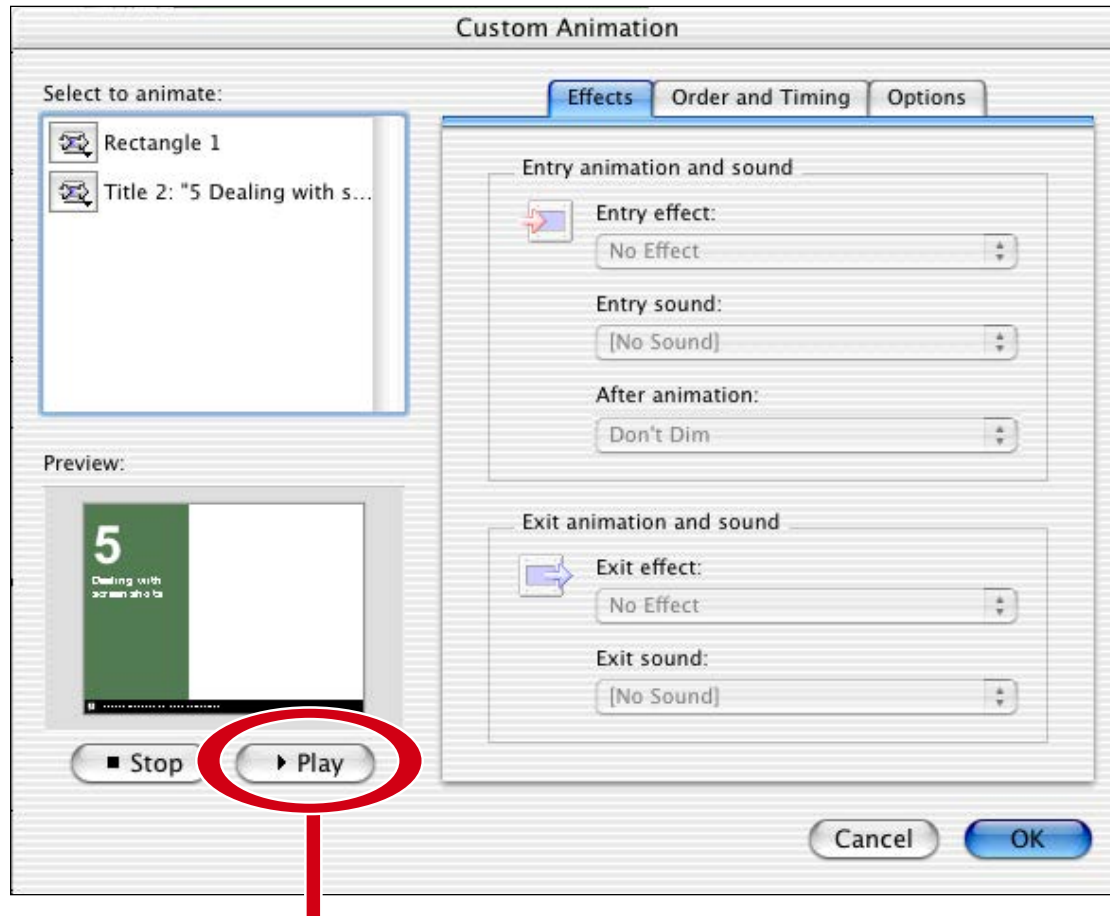 Custom Animation
Select to animate:
Rectangle 1
Title 2: "5 Dealing with s...
Preview:
5
Dealing with
screen shots
Stop
Play
Effects
Order and Timing
Options
Entry animation and sound
Entry effect:
No Effect
Entry sound:
[No Sound]
After animation:
Don't Dim
Exit animation and sound
Exit effect:
No Effect
Exit sound:
[No Sound]
Cancel
OK